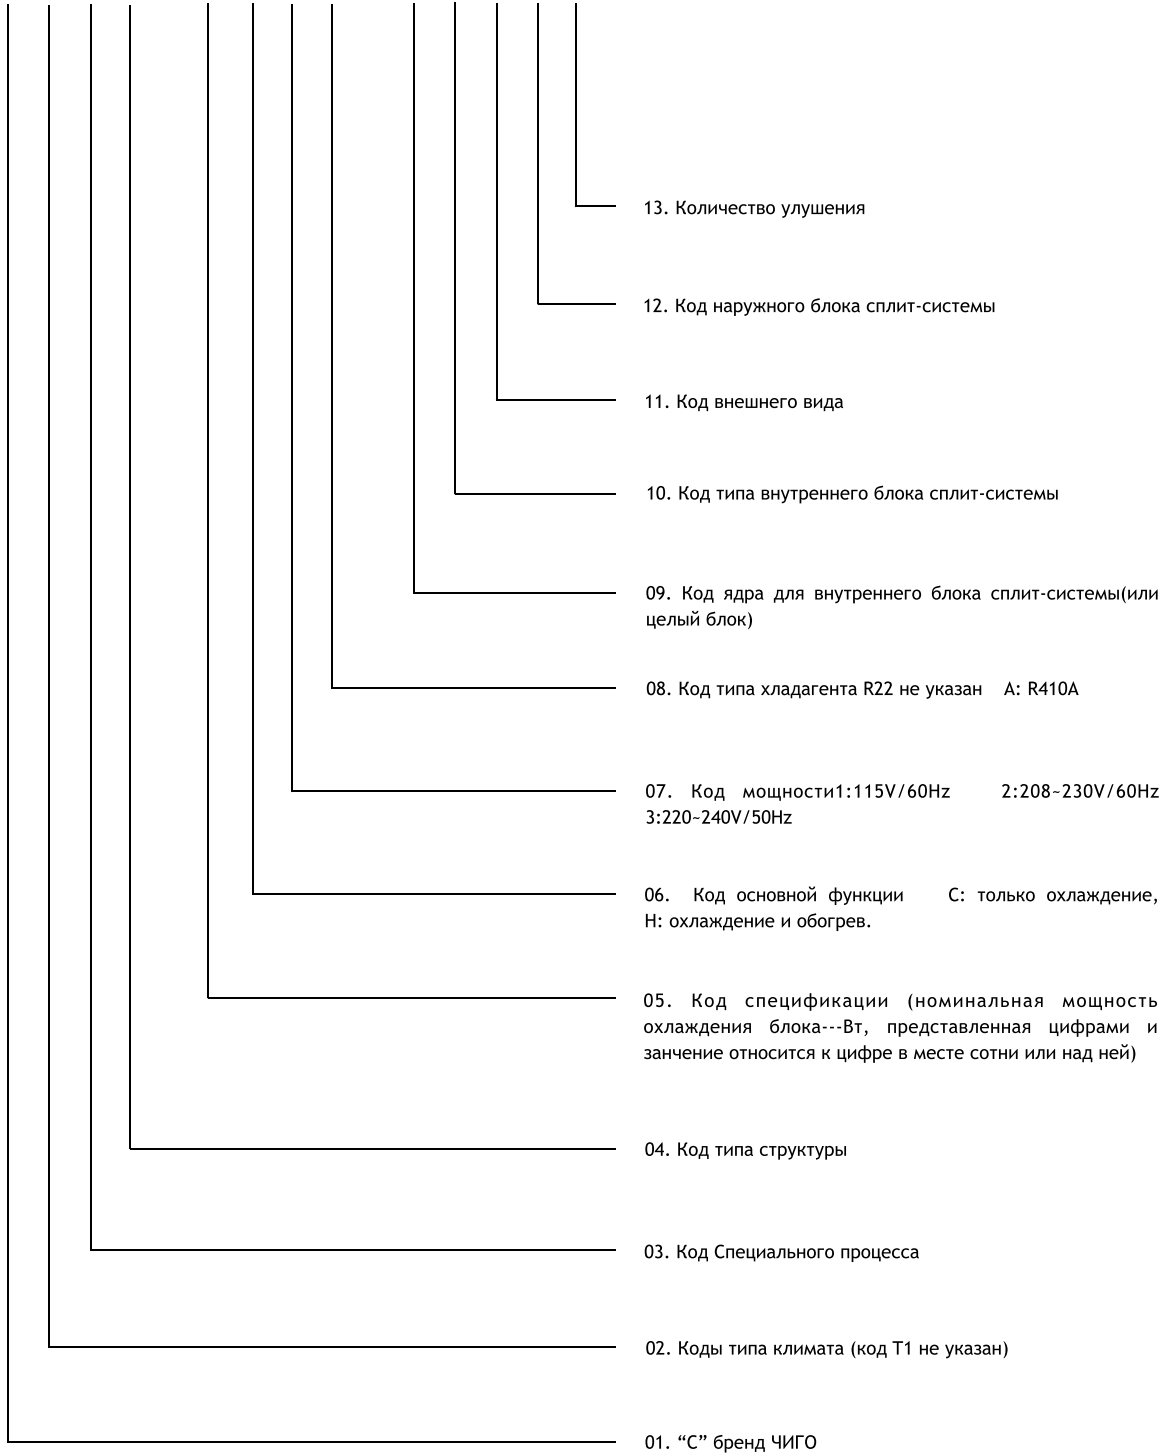 13. Количество улушения
12. Код наружного блока сплит-системы
11. Код внешнего вида
10. Код типа внутреннего блока сплит-системы
09. Код ядра для внутреннего блока сплит-системы(или
целый блок)
08. Код типа хладагента R22 не указан A: R410A
07. Код мощности1:115V/60Hz 2:208~230V/60Hz
3:220~240V/50Hz
06. Код основной функции C: только охлаждение,
H: охлаждение и обогрев.
05. Код спецификации (номинальная мощность
охлаждения блока---Вт, представленная цифрами и
занчение относится к цифре в месте сотни или над ней)
04. Код типа структуры
03. Код Специального процесса
02. Коды типа климата (код T1 не указан)
01. “C” бренд ЧИГО